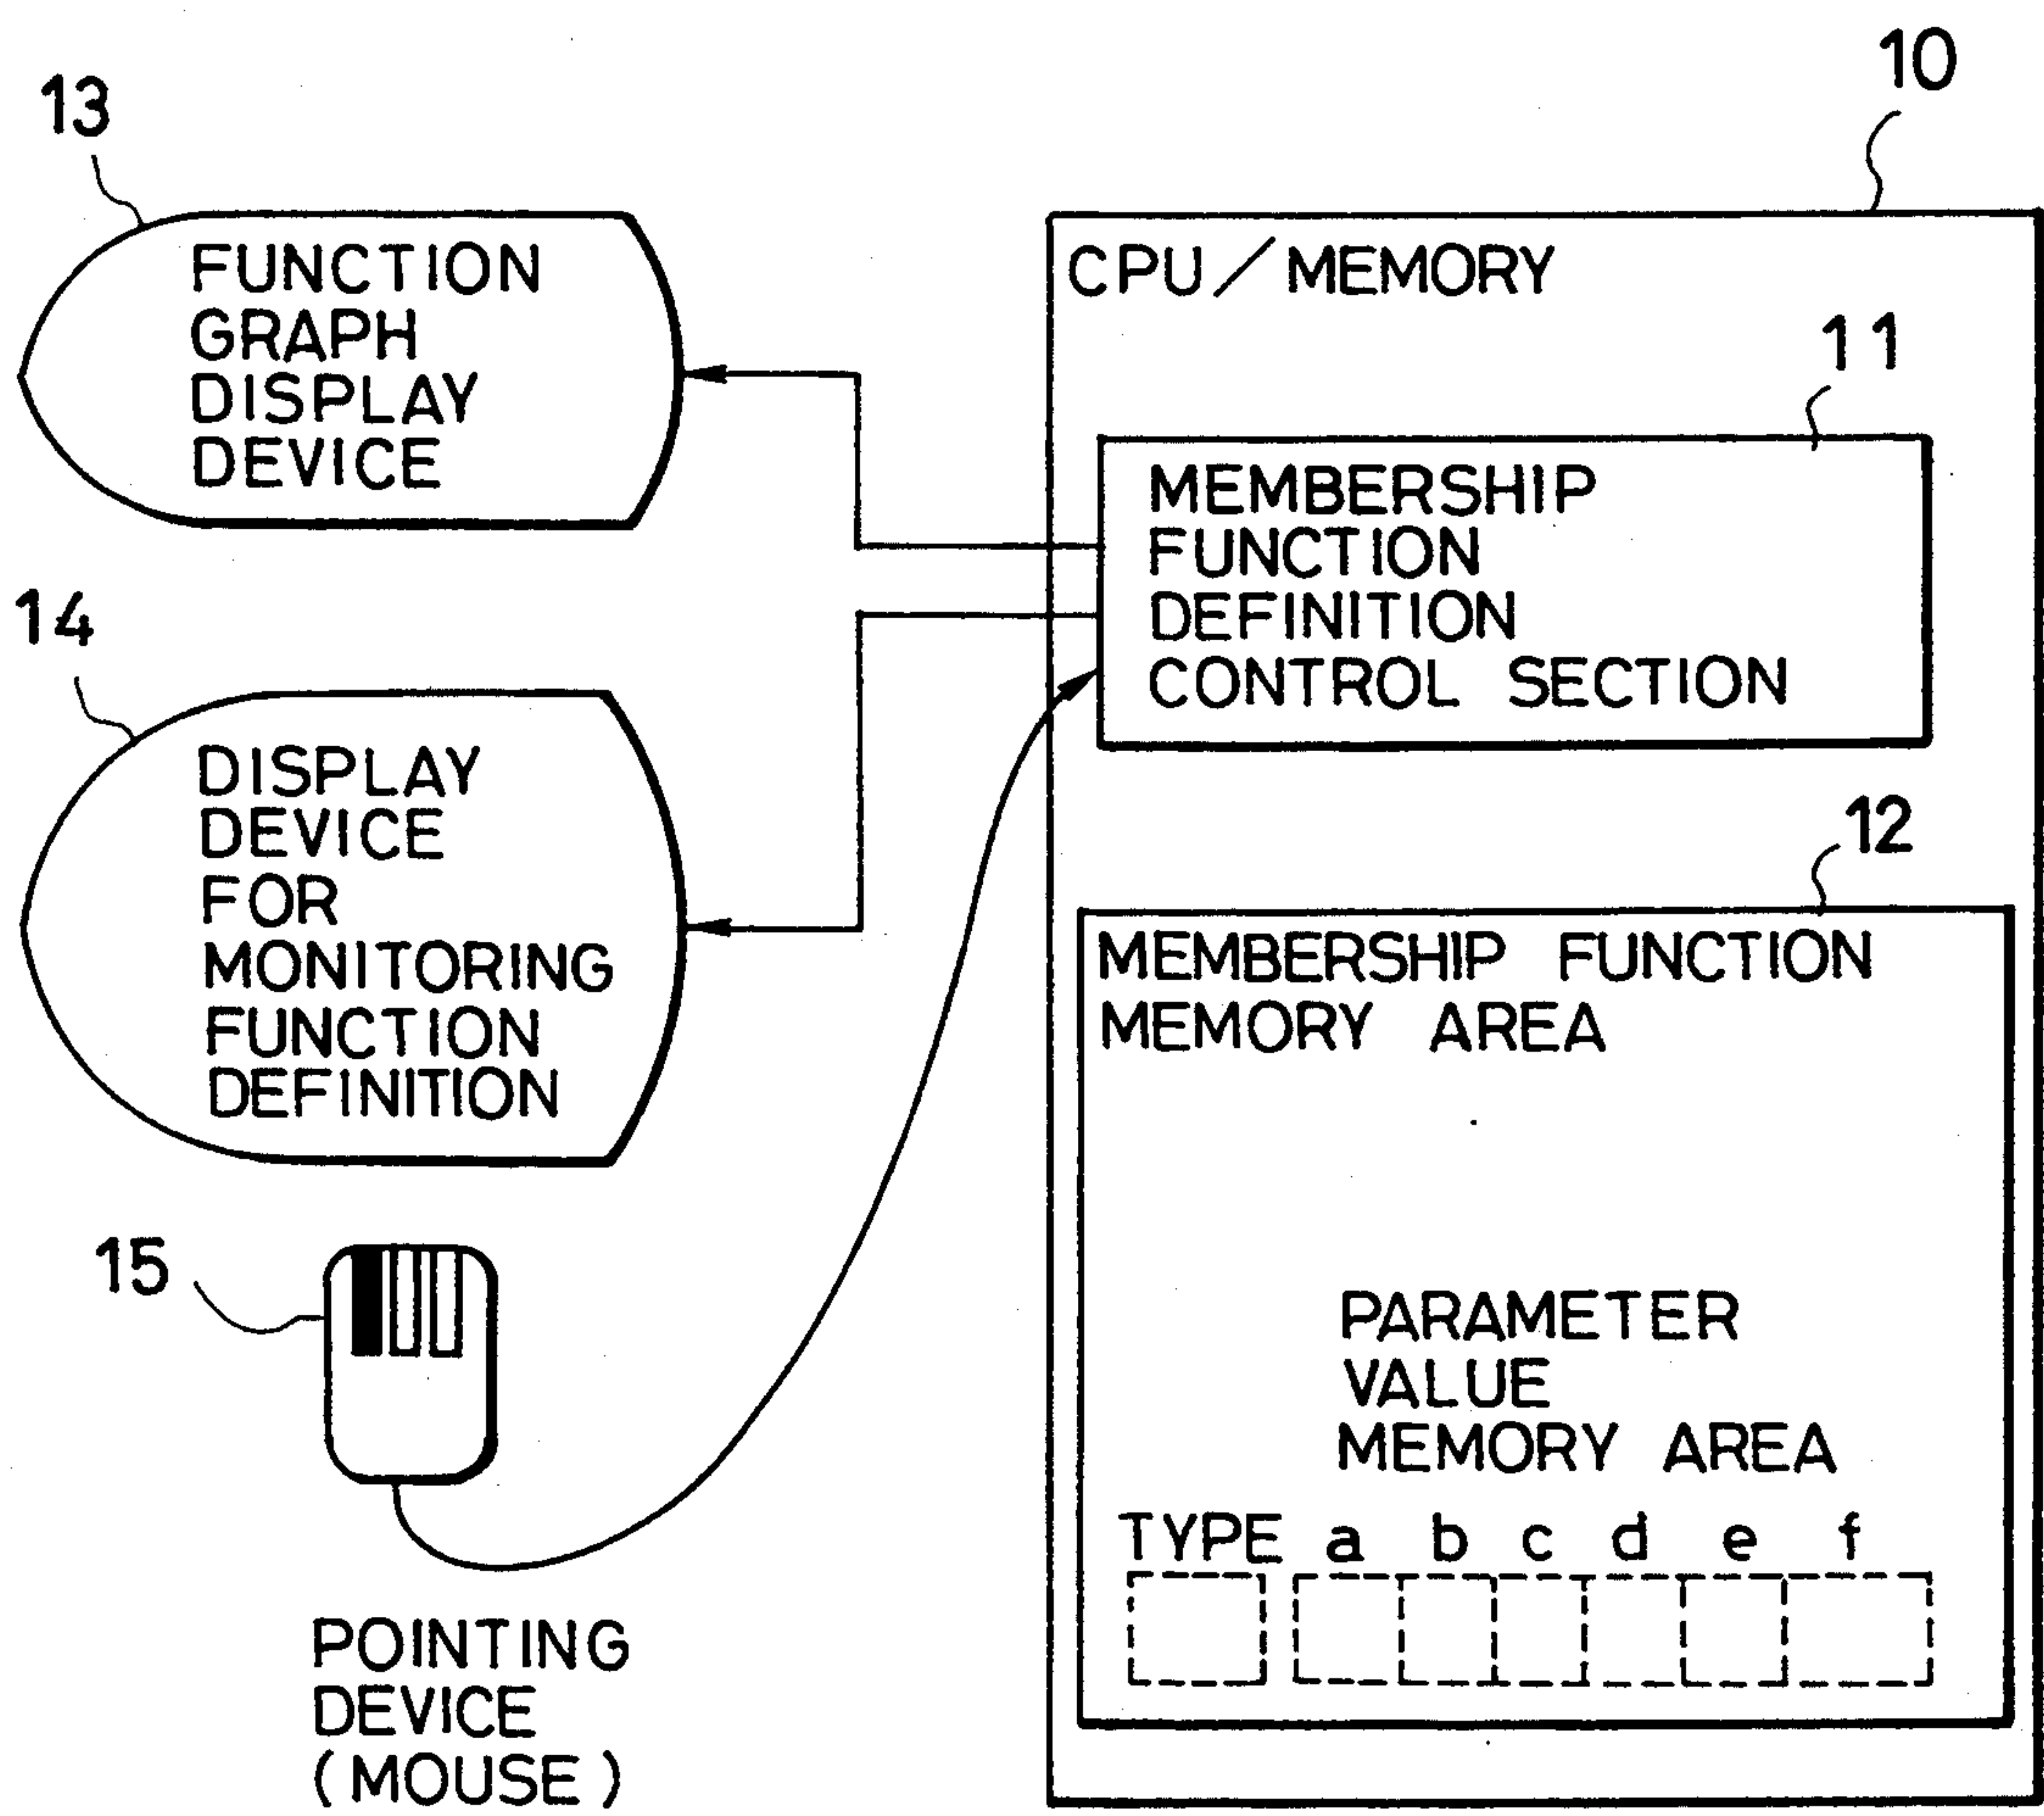 13
FUNCTION
GRAPH
DISPLAY
DEVICE
14
DISPLAY
DEVICE
FOR
MONITORING
FUNCTION
DEFINITION
15
POINTING
DEVICE
(MOUSE)
10
CPU/MEMORY
11
MEMBERSHIP
FUNCTION
DEFINITION
CONTROL SECTION
12
MEMBERSHIP FUNCTION
MEMORY AREA
PARAMETER
VALUE
MEMORY AREA
TYPE a b c d e f